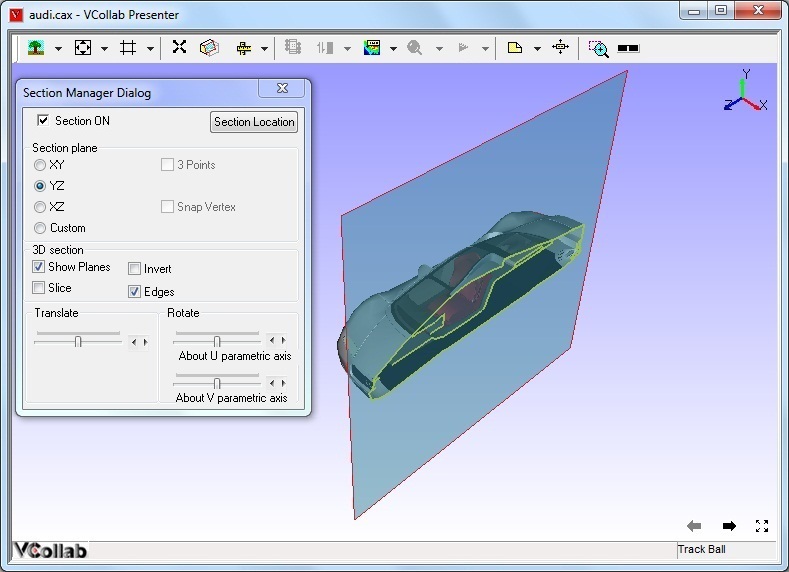 audi.cax - VCollab Presenter
Section Manager Dialog
Section ON
Section Location
Section plane
XY
3 Points
YZ
XZ
Snap Vertex
Custom
3D section
Show Planes
Invert
Slice
Edges
Translate
Rotate
About U parametric axis
About V parametric axis
Y
Z
X
VCollab
Track Ball